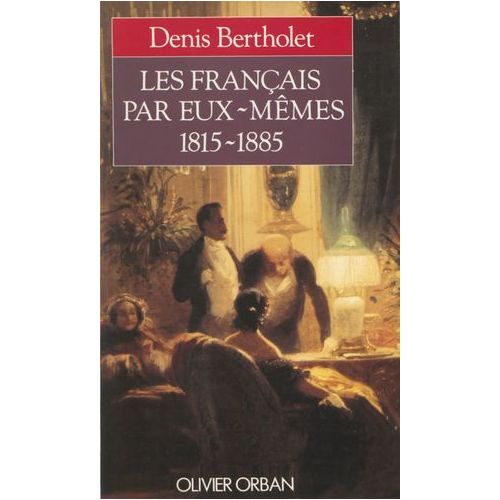 Denis Bertholet
LES FRANÇAIS
PAR EUX~MÊMES
1815~1885
OLIVIER ORBAN